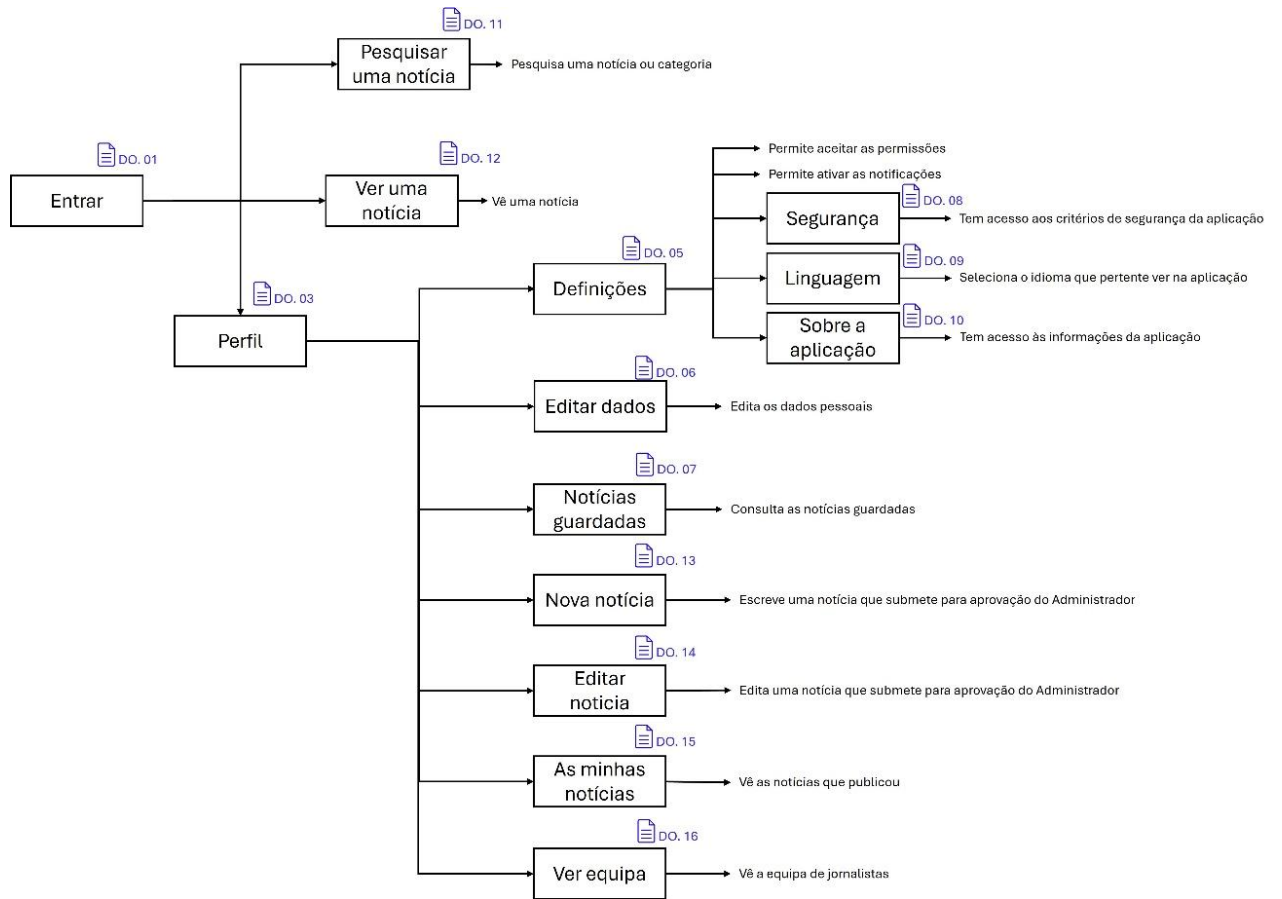 DO. 11
Pesquisar
uma notícia
Pesquisa uma notícia ou categoria
DO. 01
Entrar
DO. 12
Ver uma
notícia
Vê uma notícia
DO. 03
Perfil
DO. 05
Definições
Permite aceitar as permissões
Permite ativar as notificações
DO. 08
Segurança
Tem acesso aos critérios de segurança da aplicação
DO. 09
Linguagem
Seleciona o idioma que pertente ver na aplicação
DO. 10
Sobre a
aplicação
Tem acesso às informações da aplicação
DO. 06
Editar dados
Edita os dados pessoais
DO. 07
Notícias
guardadas
Consulta as notícias guardadas
DO. 13
Nova notícia
Escreve uma notícia que submete para aprovação do Administrador
DO. 14
Editar
noticia
Edita uma notícia que submete para aprovação do Administrador
DO. 15
As minhas
notícias
Vê as notícias que publicou
DO. 16
Ver equipa
Vê a equipa de jornalistas